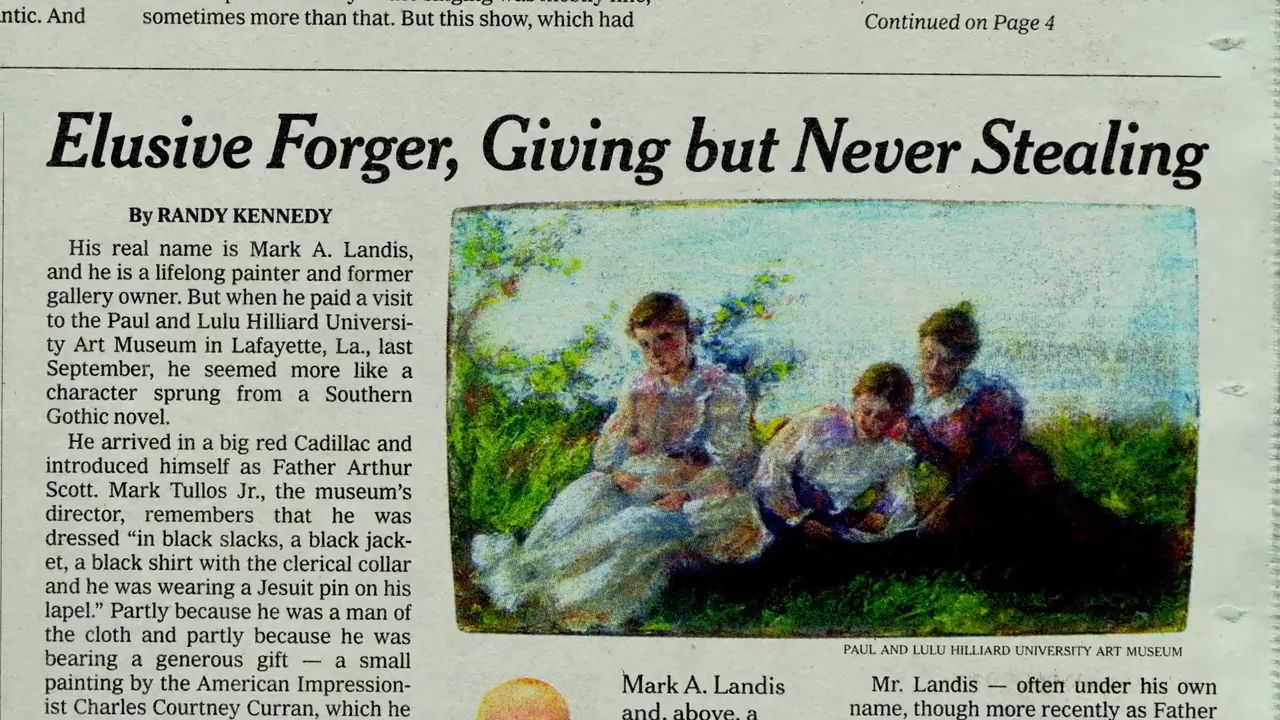 ntic. And
sometimes more than that. But this show, which had
Continued on Page 4
Elusive Forger, Giving but Never Stealing
By RANDY KENNEDY
His real name is Mark A. Landis,
and he is a lifelong painter and former
gallery owner. But when he paid a visit
to the Paul and Lulu Hilliard Universi-
ty Art Museum in Lafayette, La., last
September, he seemed more like a
character sprung from a Southern
Gothic novel.
He arrived in a big red Cadillac and
introduced himself as Father Arthur
Scott. Mark Tullos Jr., the museum’s
director, remembers that he was
dressed “in black slacks, a black jack-
et, a black shirt with the clerical collar
and he was wearing a Jesuit pin on his
lapel.” Partly because he was a man of
the cloth and partly because he was
bearing a generous gift — a small
painting by the American Impression-
ist Charles Courtney Curran, which he
PAUL AND LULU HILLIARD UNIVERSITY ART MUSEUM
Mark A. Landis
and, above, a
Mr. Landis — often under his own
name, though more recently as Father